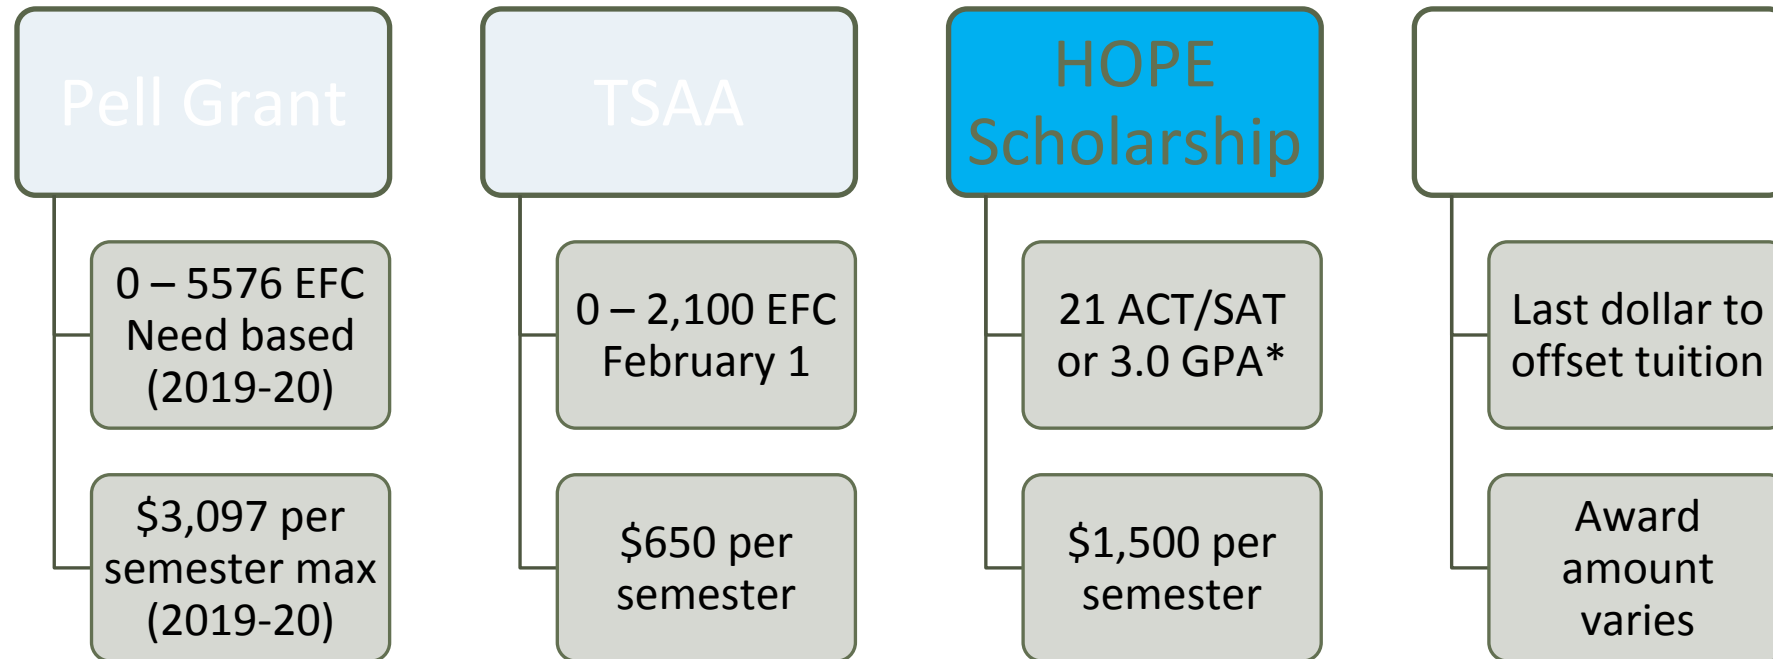 Pell Grant
0 – 5576 EFC
Need based
(2019-20)
$3,097 per
semester max
(2019-20)
TSAA
0 – 2,100 EFC
February 1
$650 per
semester
HOPE
Scholarship
21 ACT/SAT
or 3.0 GPA*
$1,500 per
semester
Last dollar to
offset tuition
Award
amount
varies